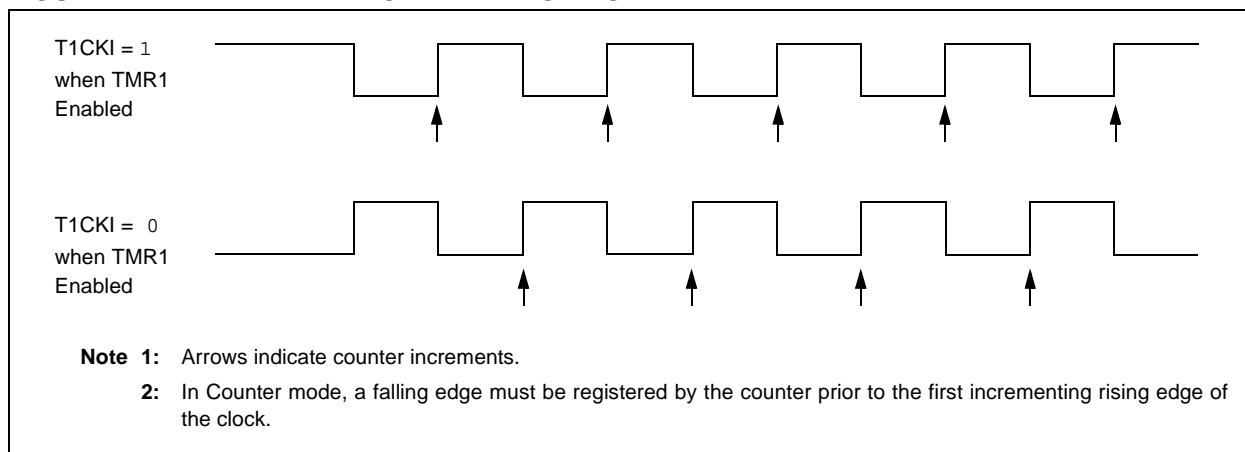 T1CKI = 1
when TMR1
Enabled
T1CKI = 0
when TMR1
Enabled
Note 1: Arrows indicate counter increments.
2: In Counter mode, a falling edge must be registered by the counter prior to the first incrementing rising edge of
the clock.